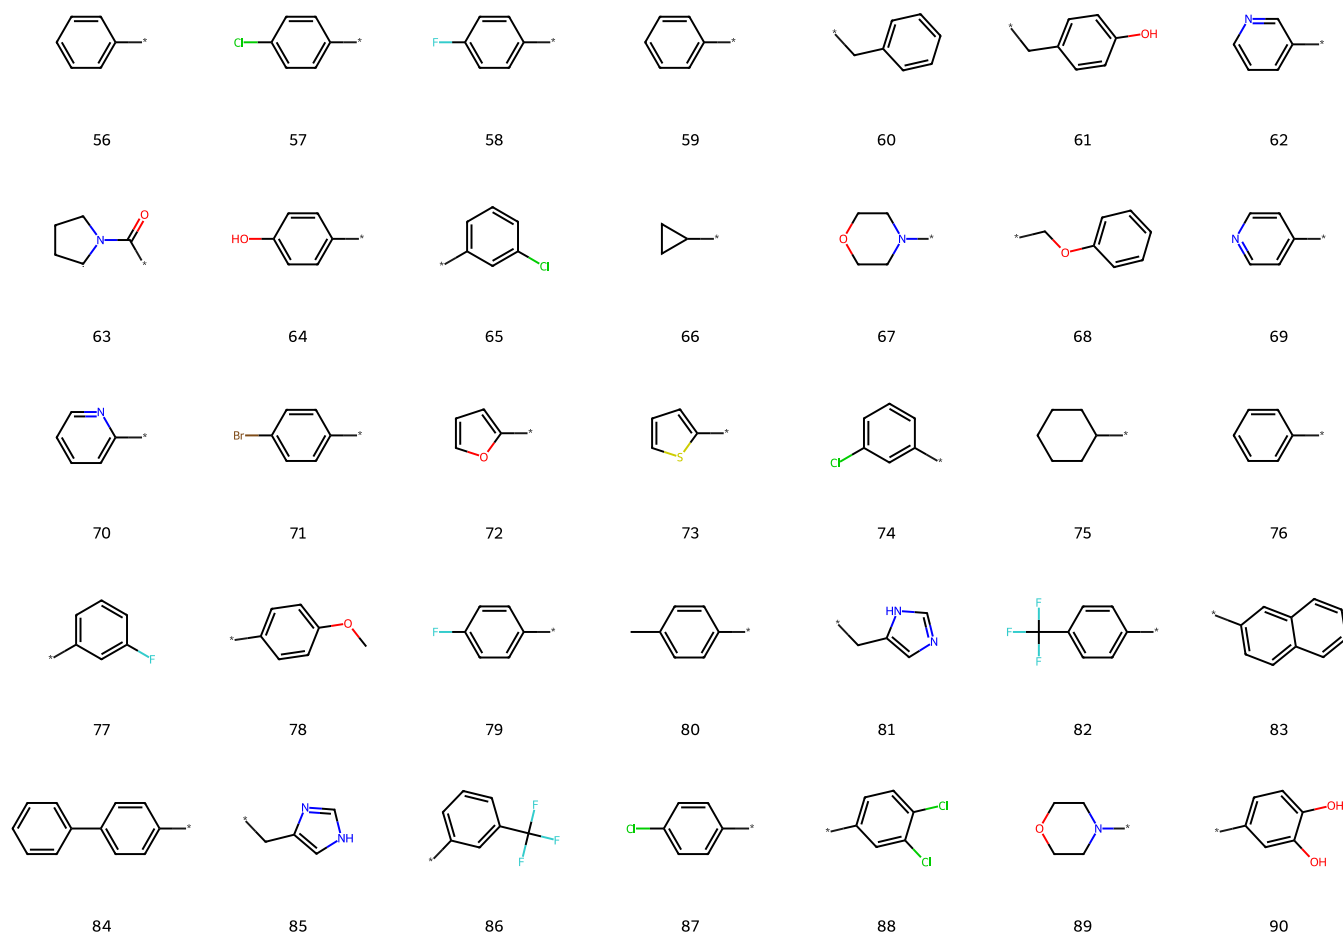 * Cl * F * * * * OH N *
56 57 58 59 60 61 62
N O * HO * * Cl * O N * * O N *
63 64 65 66 67 68 69
N * Br * O * S * Cl * * *
70 71 72 73 74 75 76
* F * O F * * * HN N F F F * *
77 78 79 80 81 82 83
* * N NH * F F F Cl * * Cl Cl O N * * OH OH
84 85 86 87 88 89 90